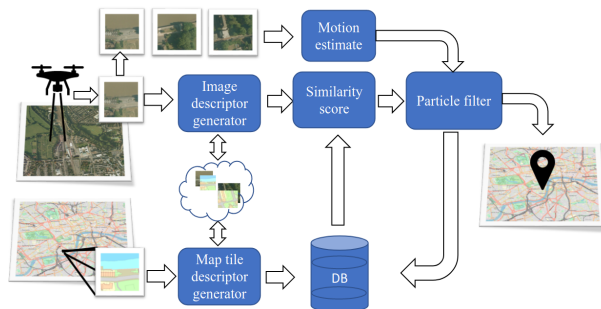 Motion
estimate
Image
descriptor
generator
Similarity
score
Particle filter
Map tile
descriptor
generator
DB